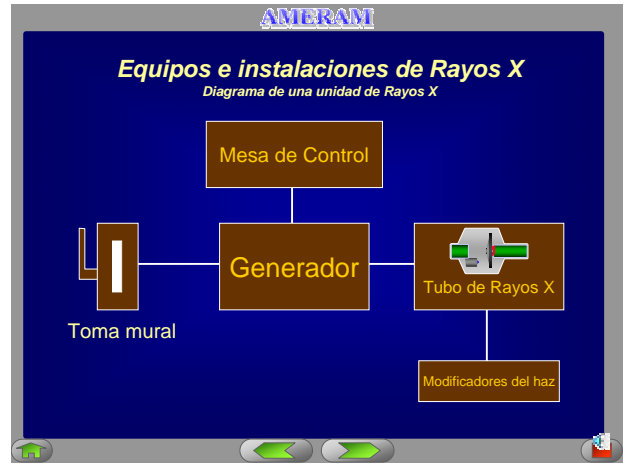 AMERAM
Equipos e instalaciones de Rayos X
Diagrama de una unidad de Rayos X
Mesa de Control
Generador
Tubo de Rayos X
Toma mural
Modificadores del haz